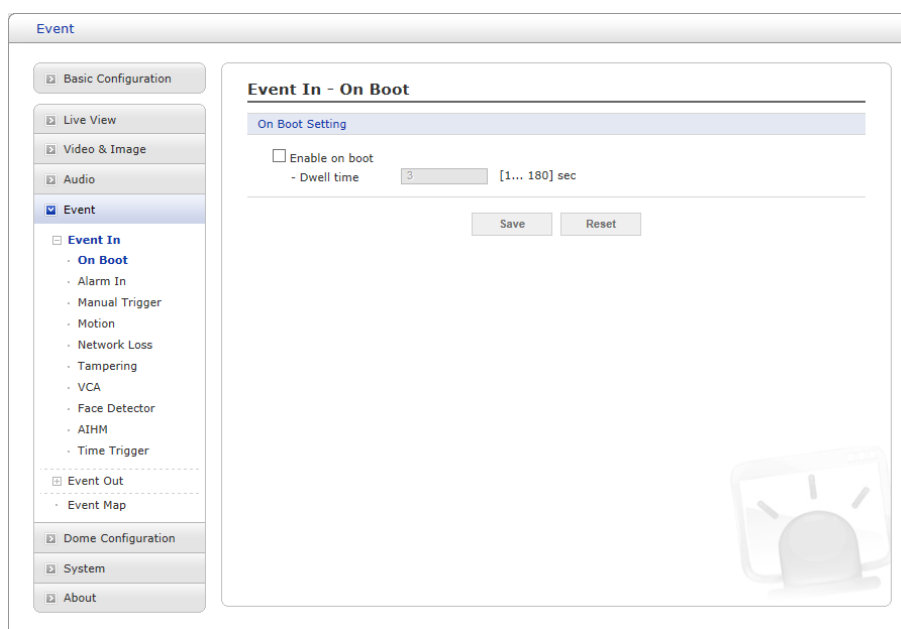 Event
Basic Configuration
Live View
Video & Image
Audio
Event
Event In
On Boot
Alarm In
Manual Trigger
Motion
Network Loss
Tampering
VCA
Face Detector
AIHM
Time Trigger
Event Out
Event Map
Dome Configuration
System
About
Event In - On Boot
On Boot Setting
Enable on boot
- Dwell time 3 [1... 180] sec
Save Reset